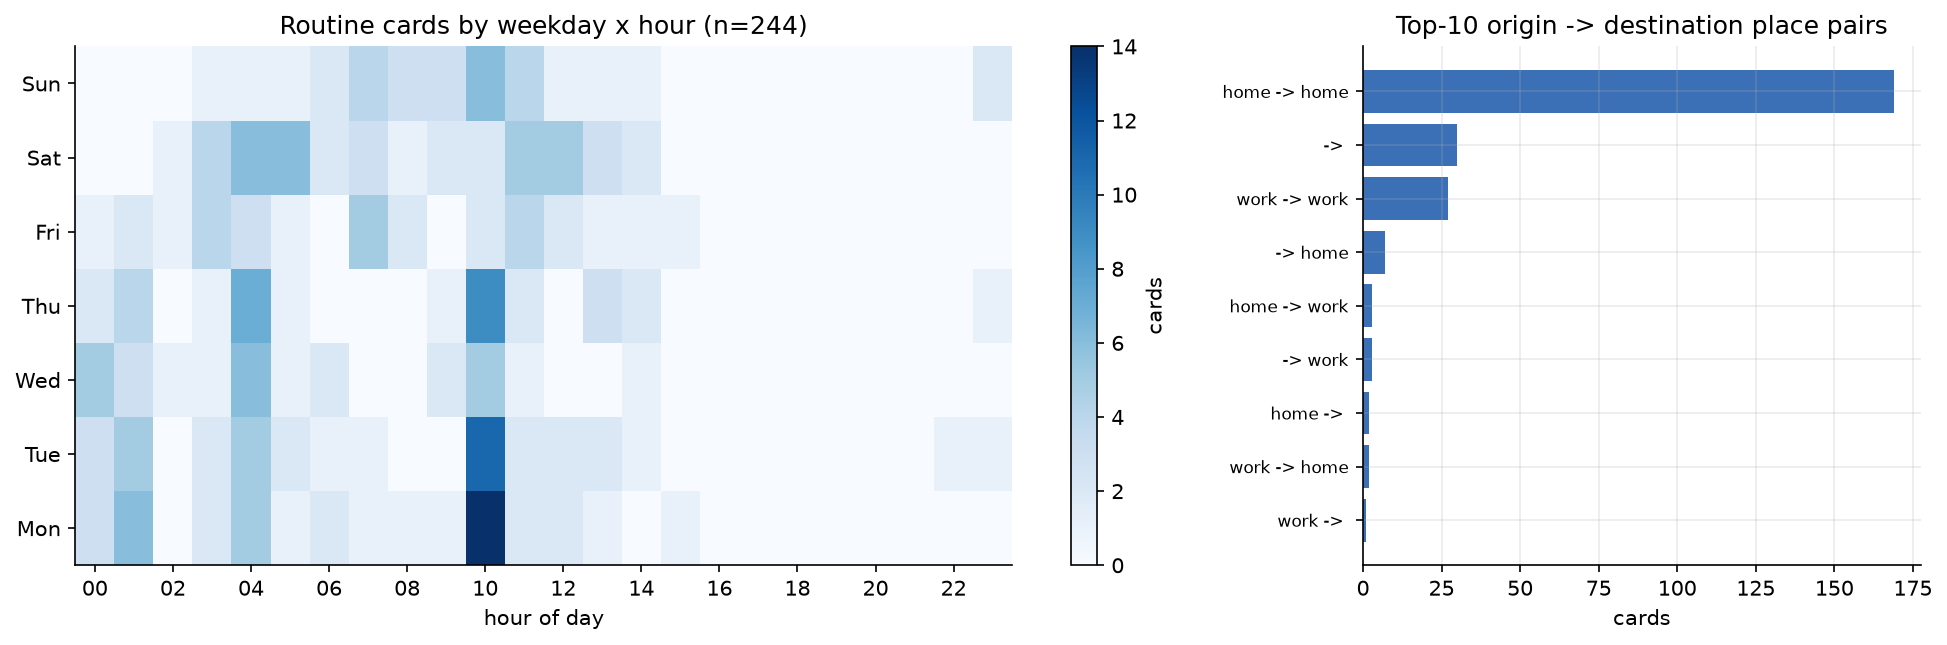 Routine cards by weekday x hour (n=244)
Sun
Sat
Fri
Thu
Wed
Tue
Mon
00 02 04 06 08 10 12 14 16 18 20 22
hour of day
14
12
10
8
6
4
2
0
cards
Top-10 origin -> destination place pairs
home -> home
->
work -> work
-> home
home -> work
-> work
home ->
work -> home
work ->
0 25 50 75 100 125 150 175
cards